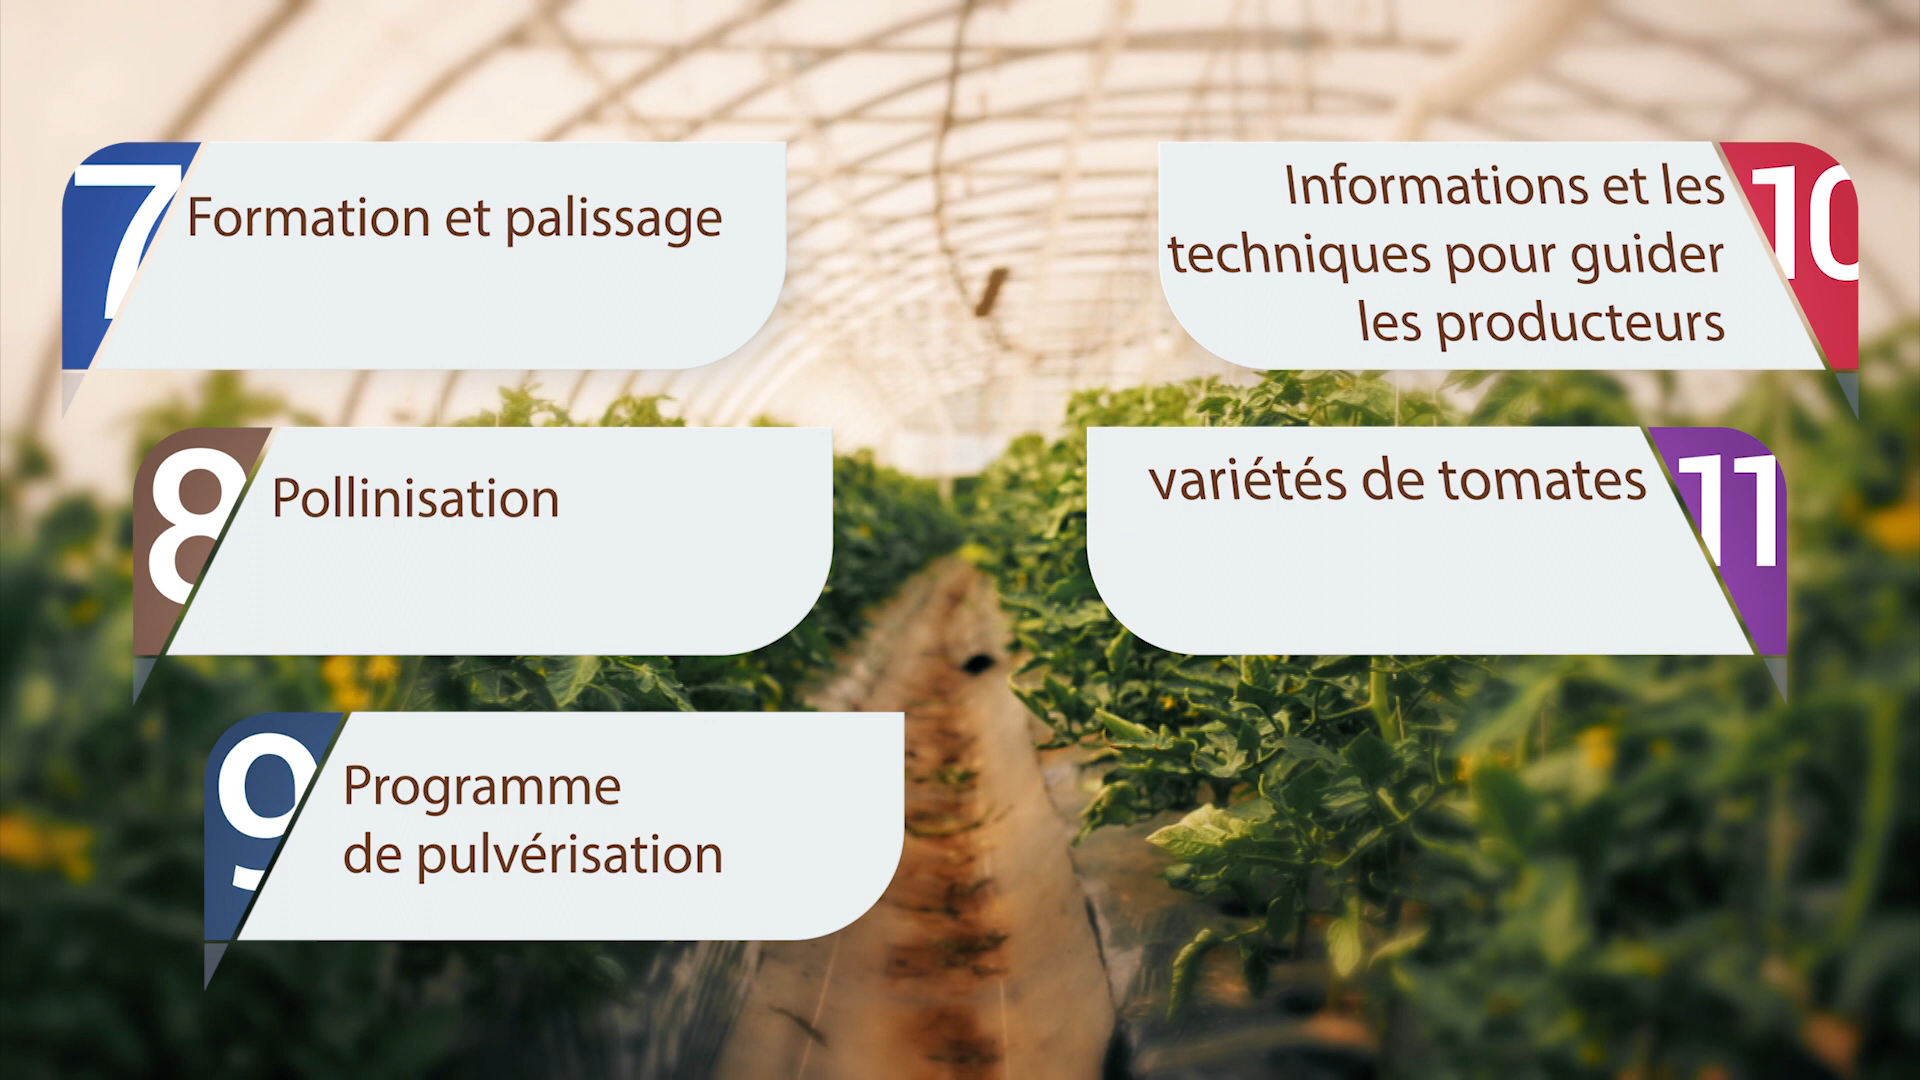 7
Formation et palissage
8
Pollinisation
9
Programme
de pulvérisation
10
Informations et les
techniques pour guider
les producteurs
11
variétés de tomates